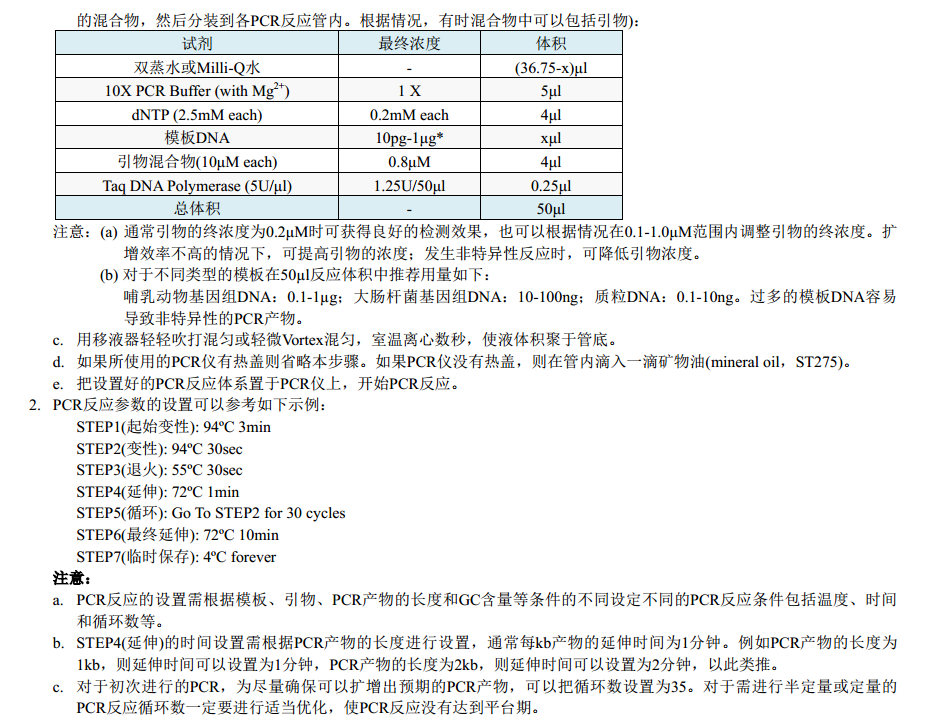 的混合物，然后分装到各PCR反应管内。根据情况，有时混合物中可以包括引物):
试剂 最终浓度 体积
双蒸水或Milli-Q水 - (36.75-x)μl
10X PCR Buffer (with Mg²⁺) 1 X 5μl
dNTP (2.5mM each) 0.2mM each 4μl
模板DNA 10pg-1μg* xμl
引物混合物(10μM each) 0.8μM 4μl
Taq DNA Polymerase (5U/μl) 1.25U/50μl 0.25μl
总体积 - 50μl
注意：(a) 通常引物的终浓度为0.2μM时可获得良好的检测效果，也可以根据情况在0.1-1.0μM范围内调整引物的终浓度。扩
增效率不高的情况下，可提高引物的浓度；发生非特异性反应时，可降低引物浓度。
(b) 对于不同类型的模板在50μl反应体积中推荐用量如下：
哺乳动物基因组DNA：0.1-1μg；大肠杆菌基因组DNA：10-100ng；质粒DNA：0.1-10ng。过多的模板DNA容易
导致非特异性的PCR产物。
c. 用移液器轻轻吹打混匀或轻微Vortex混匀，室温离心数秒，使液体积聚于管底。
d. 如果所使用的PCR仪有热盖则省略本步骤。如果PCR仪没有热盖，则在管内滴入一滴矿物油(mineral oil，ST275)。
e. 把设置好的PCR反应体系置于PCR仪上，开始PCR反应。
2. PCR反应参数的设置可以参考如下示例：
STEP1(起始变性): 94ºC 3min
STEP2(变性): 94ºC 30sec
STEP3(退火): 55ºC 30sec
STEP4(延伸): 72ºC 1min
STEP5(循环): Go To STEP2 for 30 cycles
STEP6(最终延伸): 72ºC 10min
STEP7(临时保存): 4ºC forever
注意：
a. PCR反应的设置需根据模板、引物、PCR产物的长度和GC含量等条件的不同设定不同的PCR反应条件包括温度、时间
和循环数等。
b. STEP4(延伸)的时间设置需根据PCR产物的长度进行设置，通常每kb产物的延伸时间为1分钟。例如PCR产物的长度为
1kb，则延伸时间可以设置为1分钟，PCR产物的长度为2kb，则延伸时间可以设置为2分钟，以此类推。
c. 对于初次进行的PCR，为尽量确保可以扩增出预期的PCR产物，可以把循环数设置为35。对于需进行半定量或定量的
PCR反应循环数一定要进行适当优化，使PCR反应没有达到平台期。